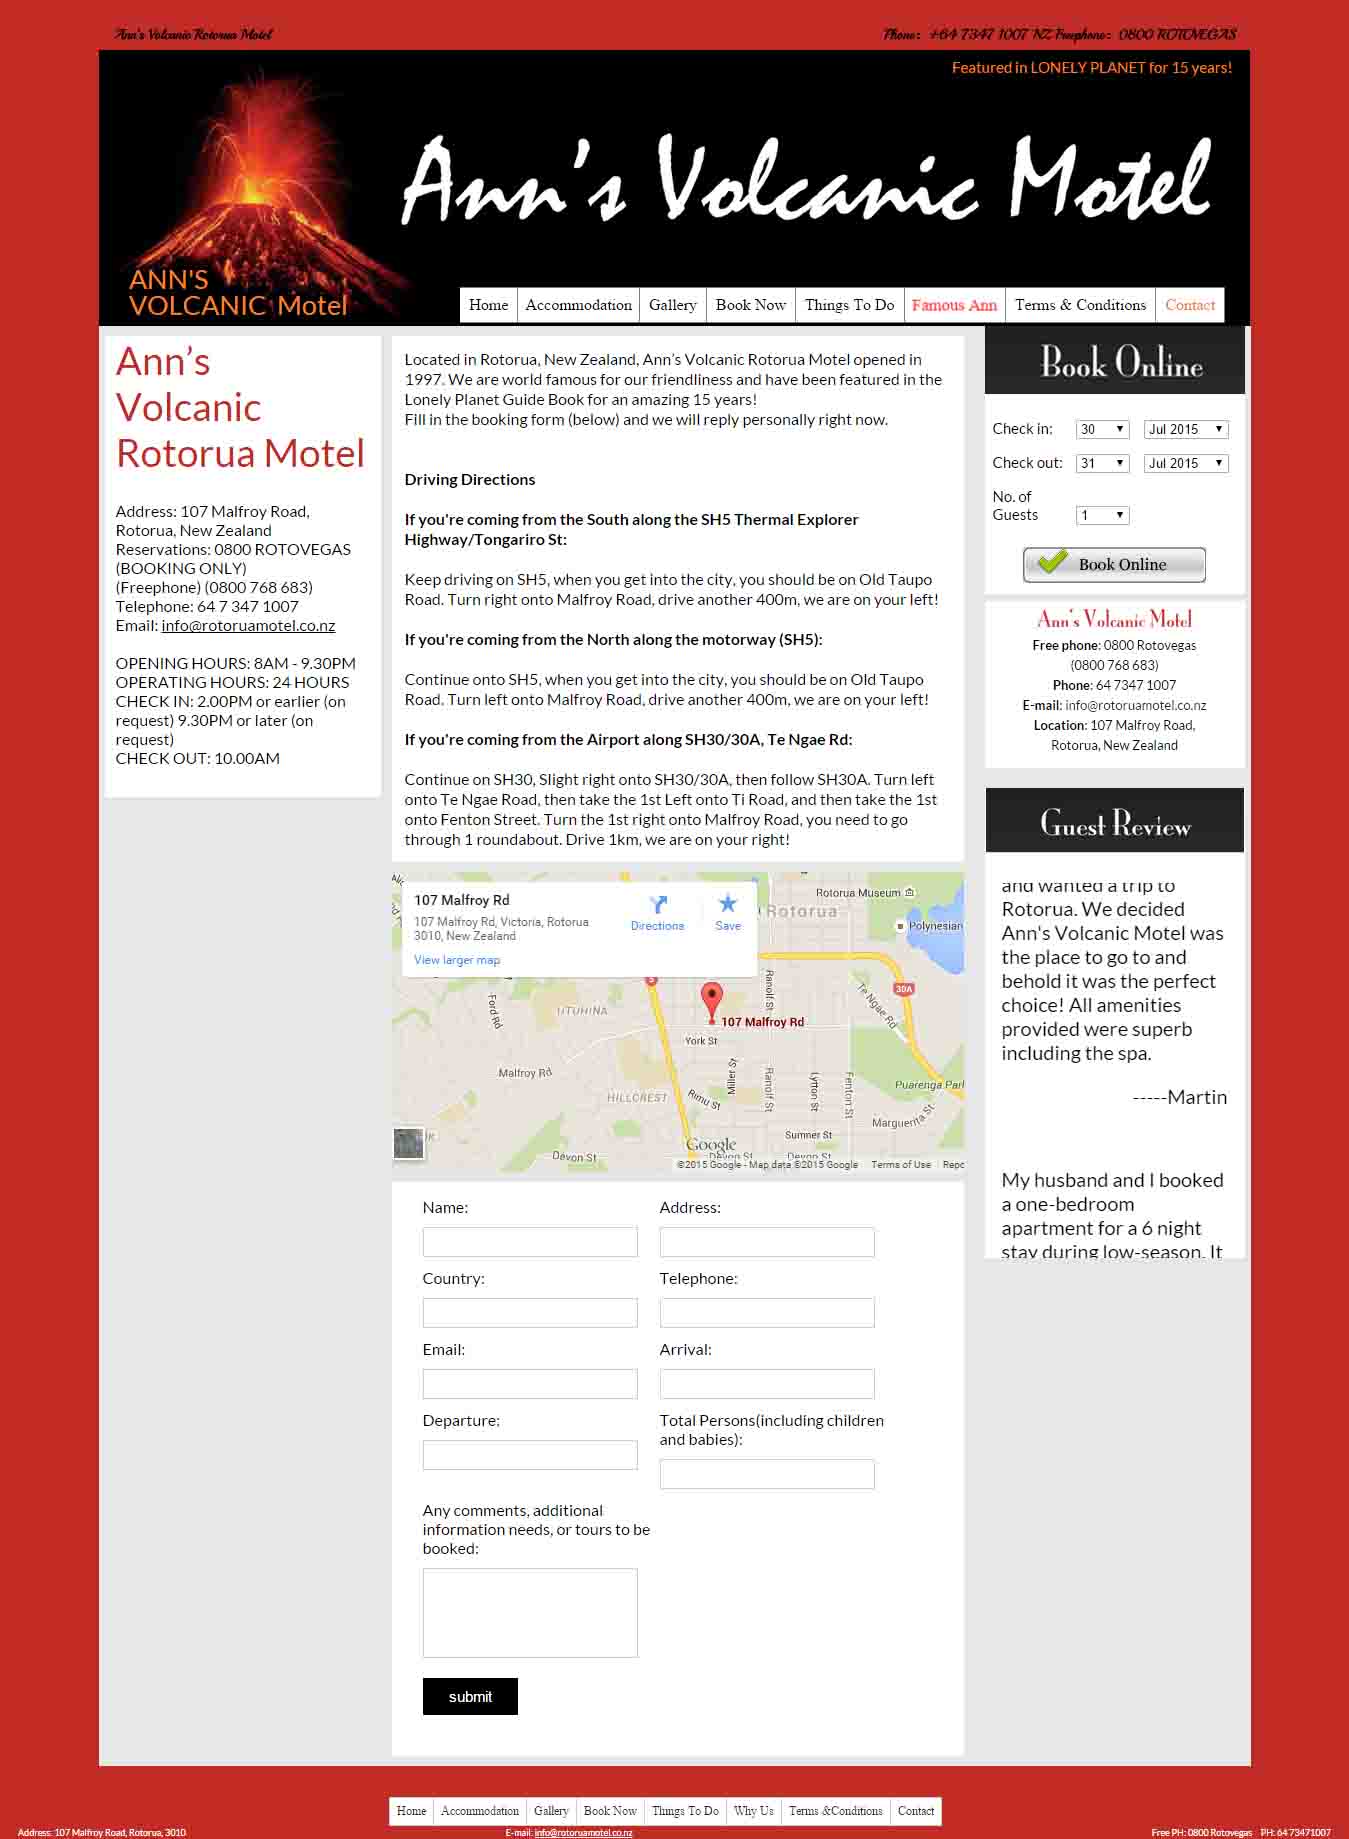 Ann's Volcanic Rotorua Motel
Phone: +64 7347 1007 NZ Freephone: 0800 ROTOVEGAS
Featured in LONELY PLANET for 15 years!
Ann's Volcanic Motel
ANN'S
VOLCANIC Motel
Home Accommodation Gallery Book Now Things To Do Famous Ann Terms & Conditions Contact
Ann's
Volcanic
Rotorua Motel
Address: 107 Malfroy Road,
Rotorua, New Zealand
Reservations: 0800 ROTOVEGAS
(BOOKING ONLY)
(Freephone) (0800 768 683)
Telephone: 64 7 347 1007
Email: info@rotoruamotel.co.nz
OPENING HOURS: 8AM - 9.30PM
OPERATING HOURS: 24 HOURS
CHECK IN: 2.00PM or earlier (on
request) 9.30PM or later (on
request)
CHECK OUT: 10.00AM
Located in Rotorua, New Zealand, Ann's Volcanic Rotorua Motel opened in
1997. We are world famous for our friendliness and have been featured in the
Lonely Planet Guide Book for an amazing 15 years!
Fill in the booking form (below) and we will reply personally right now.
Driving Directions
If you're coming from the South along the SH5 Thermal Explorer
Highway/Tongariro St:
Keep driving on SH5, when you get into the city, you should be on Old Taupo
Road. Turn right onto Malfroy Road, drive another 400m, we are on your left!
If you're coming from the North along the motorway (SH5):
Continue onto SH5, when you get into the city, you should be on Old Taupo
Road. Turn left onto Malfroy Road, drive another 400m, we are on your left!
If you're coming from the Airport along SH30/30A, Te Ngae Rd:
Continue on SH30, Slight right onto SH30/30A, then follow SH30A. Turn left
onto Te Ngae Road, then take the 1st Left onto Ti Road, and then take the 1st
onto Fenton Street. Turn the 1st right onto Malfroy Road, you need to go
through 1 roundabout. Drive 1km, we are on your right!
107 Malfroy Rd
107 Malfroy Rd, Victoria, Rotorua
3010, New Zealand
View larger map
Directions
Save
Rotorua Museum
Rotorua
Polynesian
5
30A
Ford Rd
UTUHINA
Ranolf St
Te Ngae Rd
107 Malfroy Rd
York St
Malfroy Rd
Miller St
Ranolf St
Lytton St
Fenton St
Puarenga Park
HILLCREST
Rimu St
Marguerita St
Sumner St
Google
Devon St
Devon St
Devon St
©2015 Google - Map data ©2015 Google Terms of Use Repo
Name:
Address:
Country:
Telephone:
Email:
Arrival:
Departure:
Total Persons(including children
and babies):
Any comments, additional
information needs, or tours to be
booked:
submit
Book Online
Check in: 30 Jul 2015
Check out: 31 Jul 2015
No. of
Guests 1
Book Online
Ann's Volcanic Motel
Free phone: 0800 Rotovegas
(0800 768 683)
Phone: 64 7347 1007
E-mail: info@rotoruamotel.co.nz
Location: 107 Malfroy Road,
Rotorua, New Zealand
Guest Review
and wanted a trip to
Rotorua. We decided
Ann's Volcanic Motel was
the place to go to and
behold it was the perfect
choice! All amenities
provided were superb
including the spa.
-----Martin
My husband and I booked
a one-bedroom
apartment for a 6 night
stay during low-season. It
Home Accommodation Gallery Book Now Things To Do Why Us Terms &Conditions Contact
Address: 107 Malfroy Road, Rotorua, 3010
E-mail: info@rotoruamotel.co.nz
Free PH: 0800 Rotovegas PH: 64 73471007